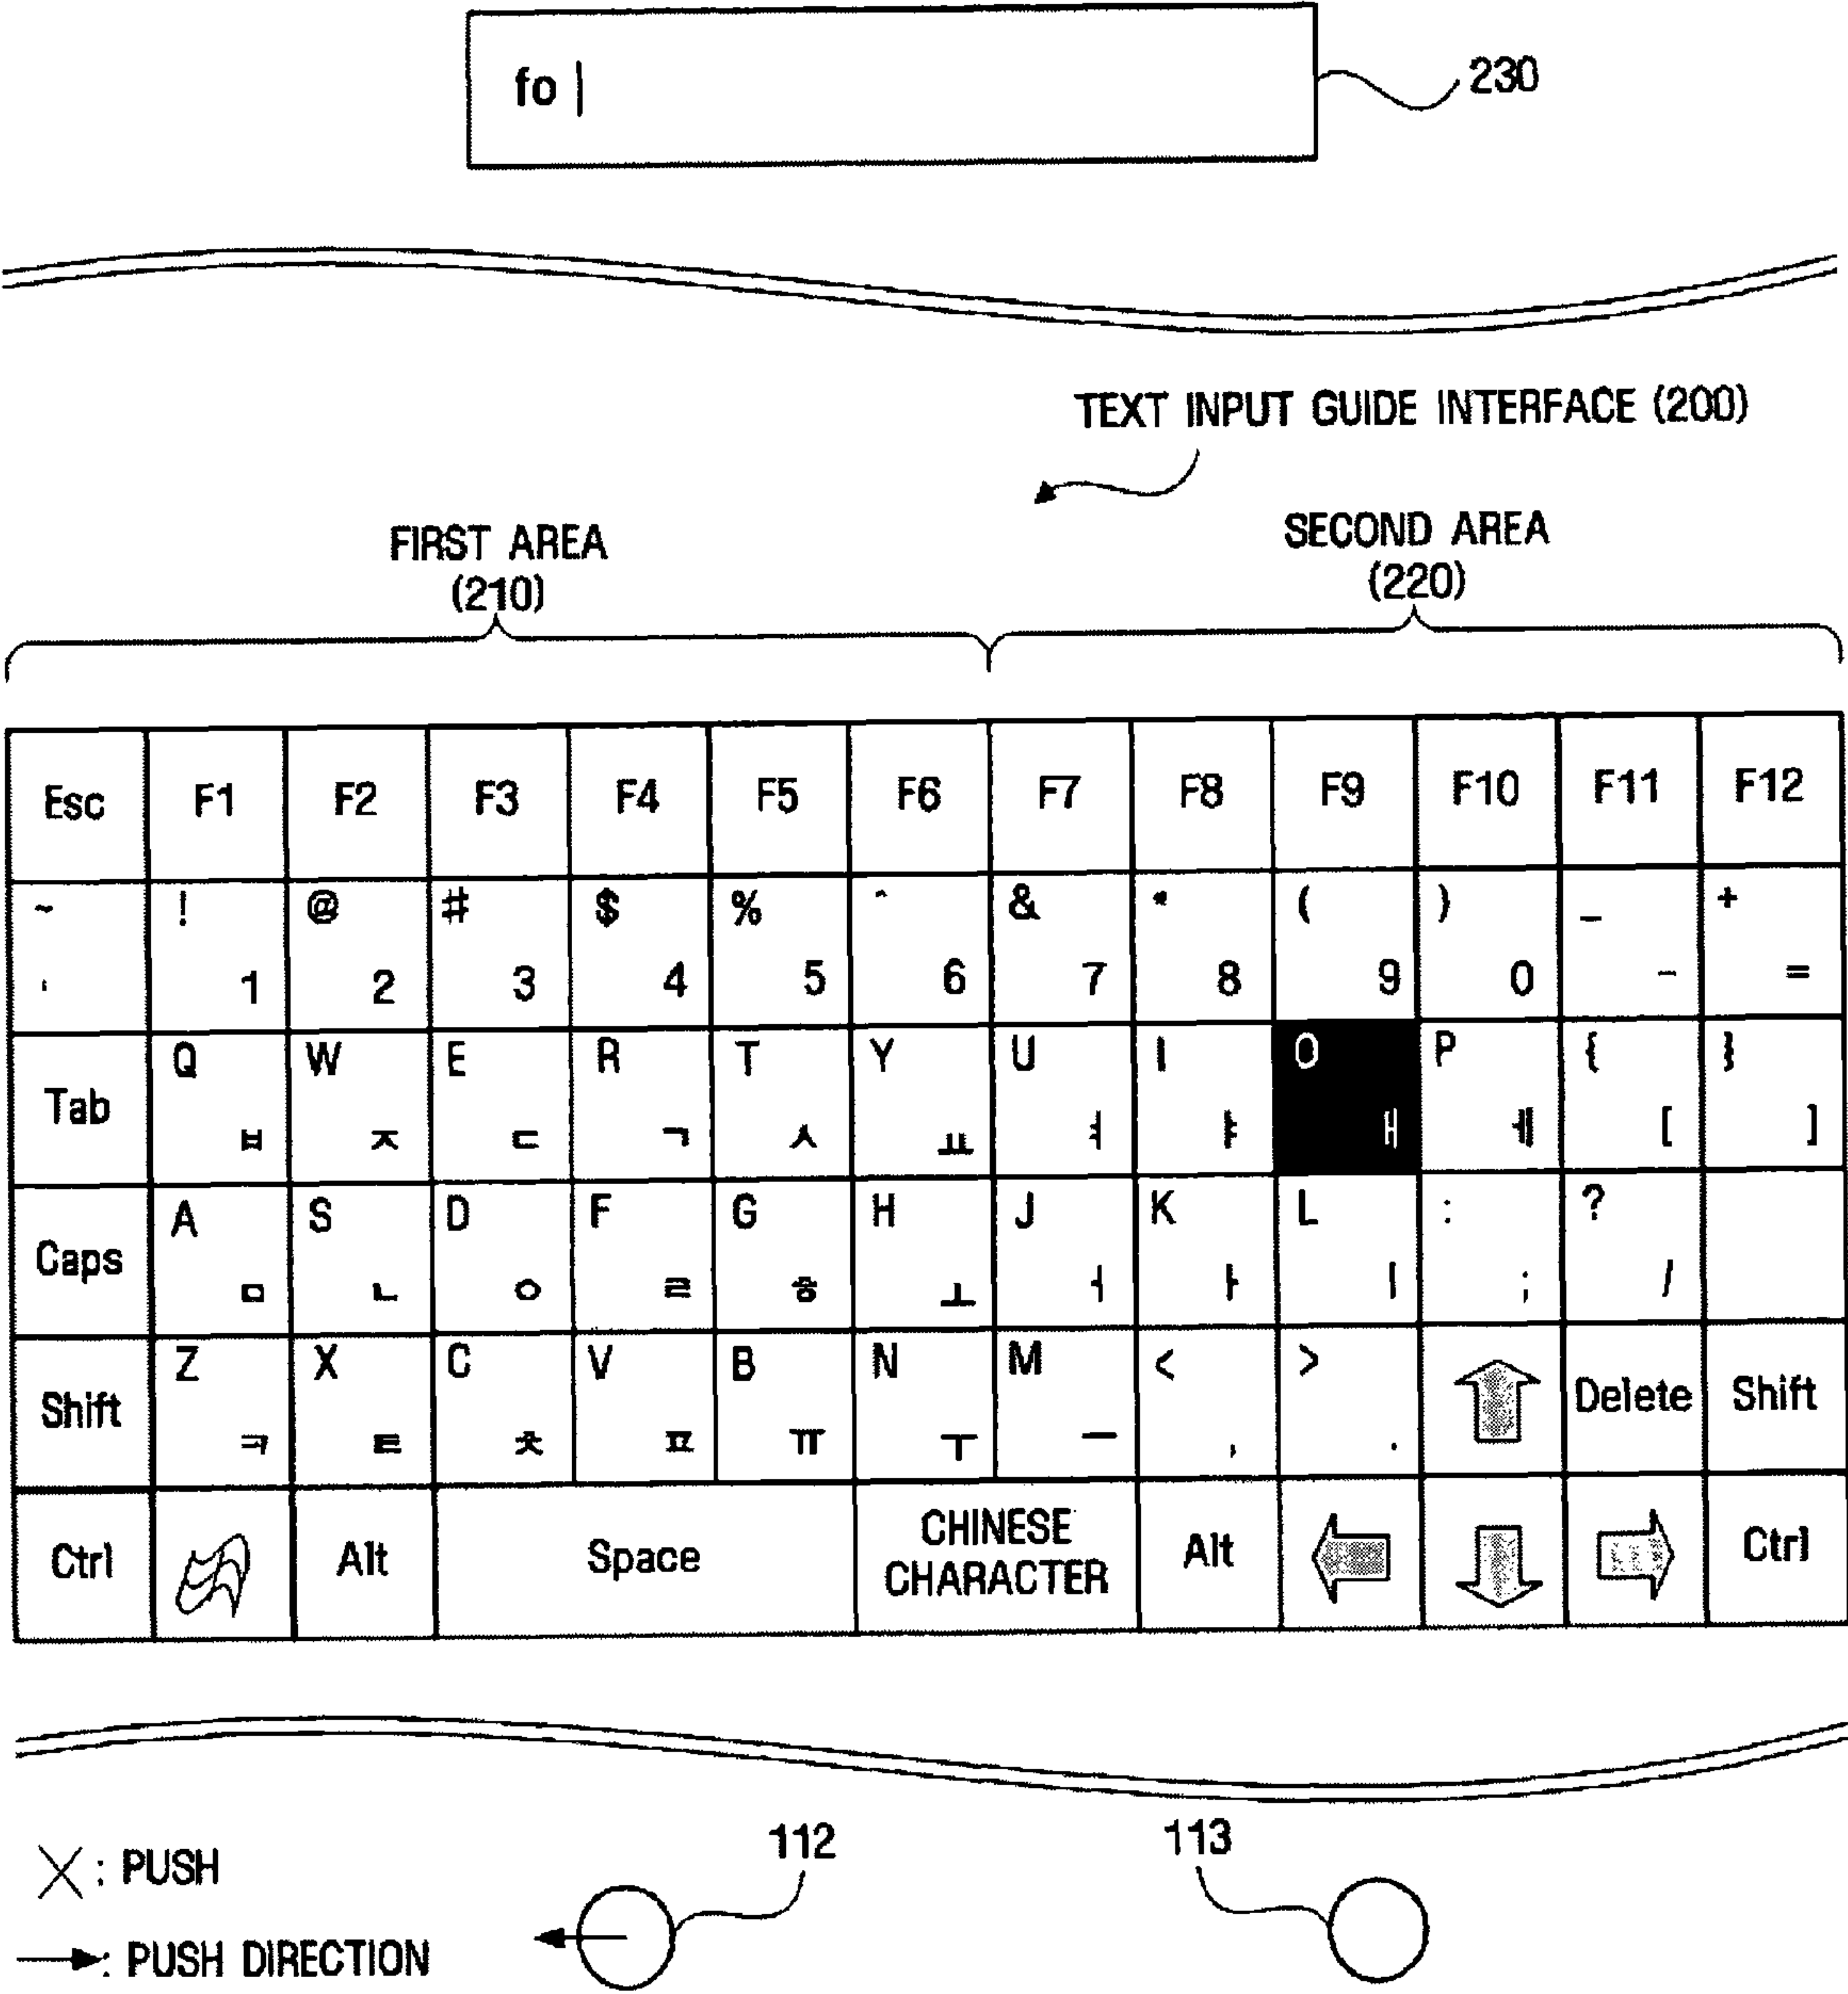 fo |
230
TEXT INPUT GUIDE INTERFACE (200)
FIRST AREA
(210)
SECOND AREA
(220)
Esc F1 F2 F3 F4 F5 F6 F7 F8 F9 F10 F11 F12
~ ! @ # $ % ^ & * ( ) _ +
' 1 2 3 4 5 6 7 8 9 0 - =
Q W E R T Y U I O P { }
Tab ㅂ ㅈ ㄷ ㄱ ㅅ ㅛ ㅕ ㅑ ㅐ ㅔ [ ]
A S D F G H J K L : ?
Caps ㅁ ㄴ ㅇ ㄹ ㅎ ㅗ ㅓ ㅏ ㅣ ; /
Z X C V B N M < >
Shift ㅋ ㅌ ㅊ ㅍ ㅠ ㅜ ㅡ , . Delete Shift
Ctrl Alt Space CHINESE
CHARACTER Alt Ctrl
112
113
X : PUSH
: PUSH DIRECTION